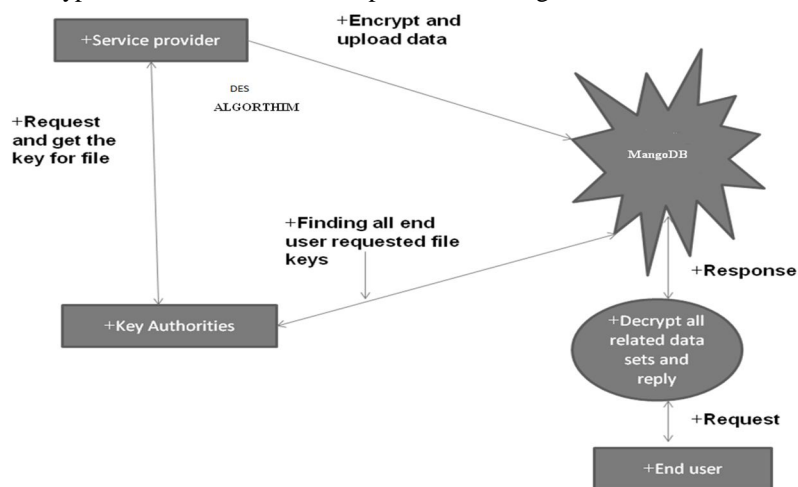 +Service provider
+Encrypt and
upload data
DES
ALGORTHIM
+Request
and get the
key for file
MangoDB
+Finding all end
user requested file
keys
+Response
+Key Authorities
+Decrypt all
related data
sets and
reply
+Request
+End user